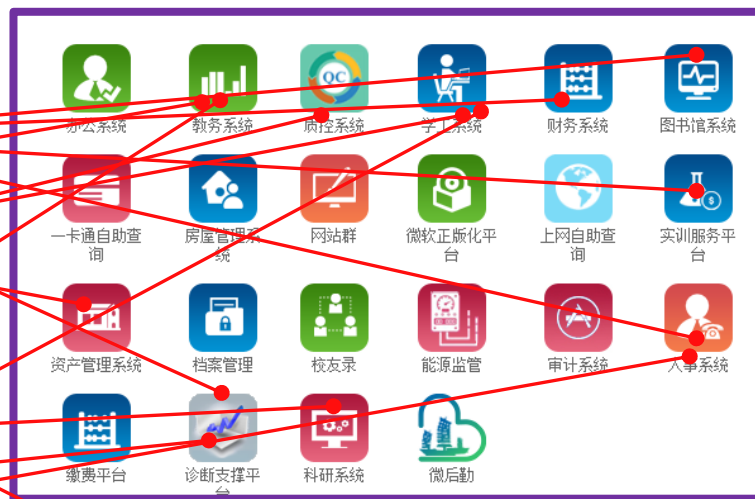 办公系统 教务系统 质控系统 学工系统 财务系统 图书馆系统
QC
一卡通自助查询 房屋管理系统 网站群 微软正版化平台 上网自助查询 实训服务平台
资产管理系统 档案管理 校友录 能源监管 审计系统 人事系统
缴费平台 诊断支撑平台 科研系统 微后勤